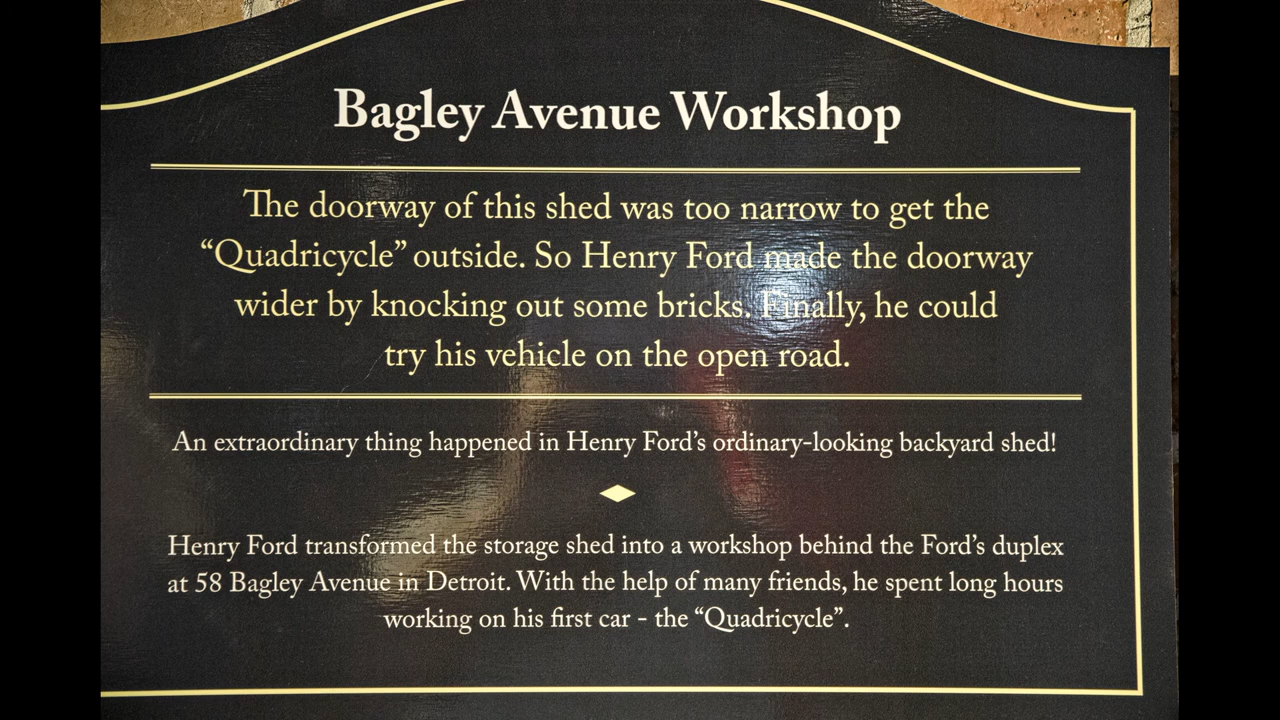 Bagley Avenue Workshop
The doorway of this shed was too narrow to get the
“Quadricycle” outside. So Henry Ford made the doorway
wider by knocking out some bricks. Finally, he could
try his vehicle on the open road.
An extraordinary thing happened in Henry Ford’s ordinary-looking backyard shed!
Henry Ford transformed the storage shed into a workshop behind the Ford’s duplex
at 58 Bagley Avenue in Detroit. With the help of many friends, he spent long hours
working on his first car - the “Quadricycle”.